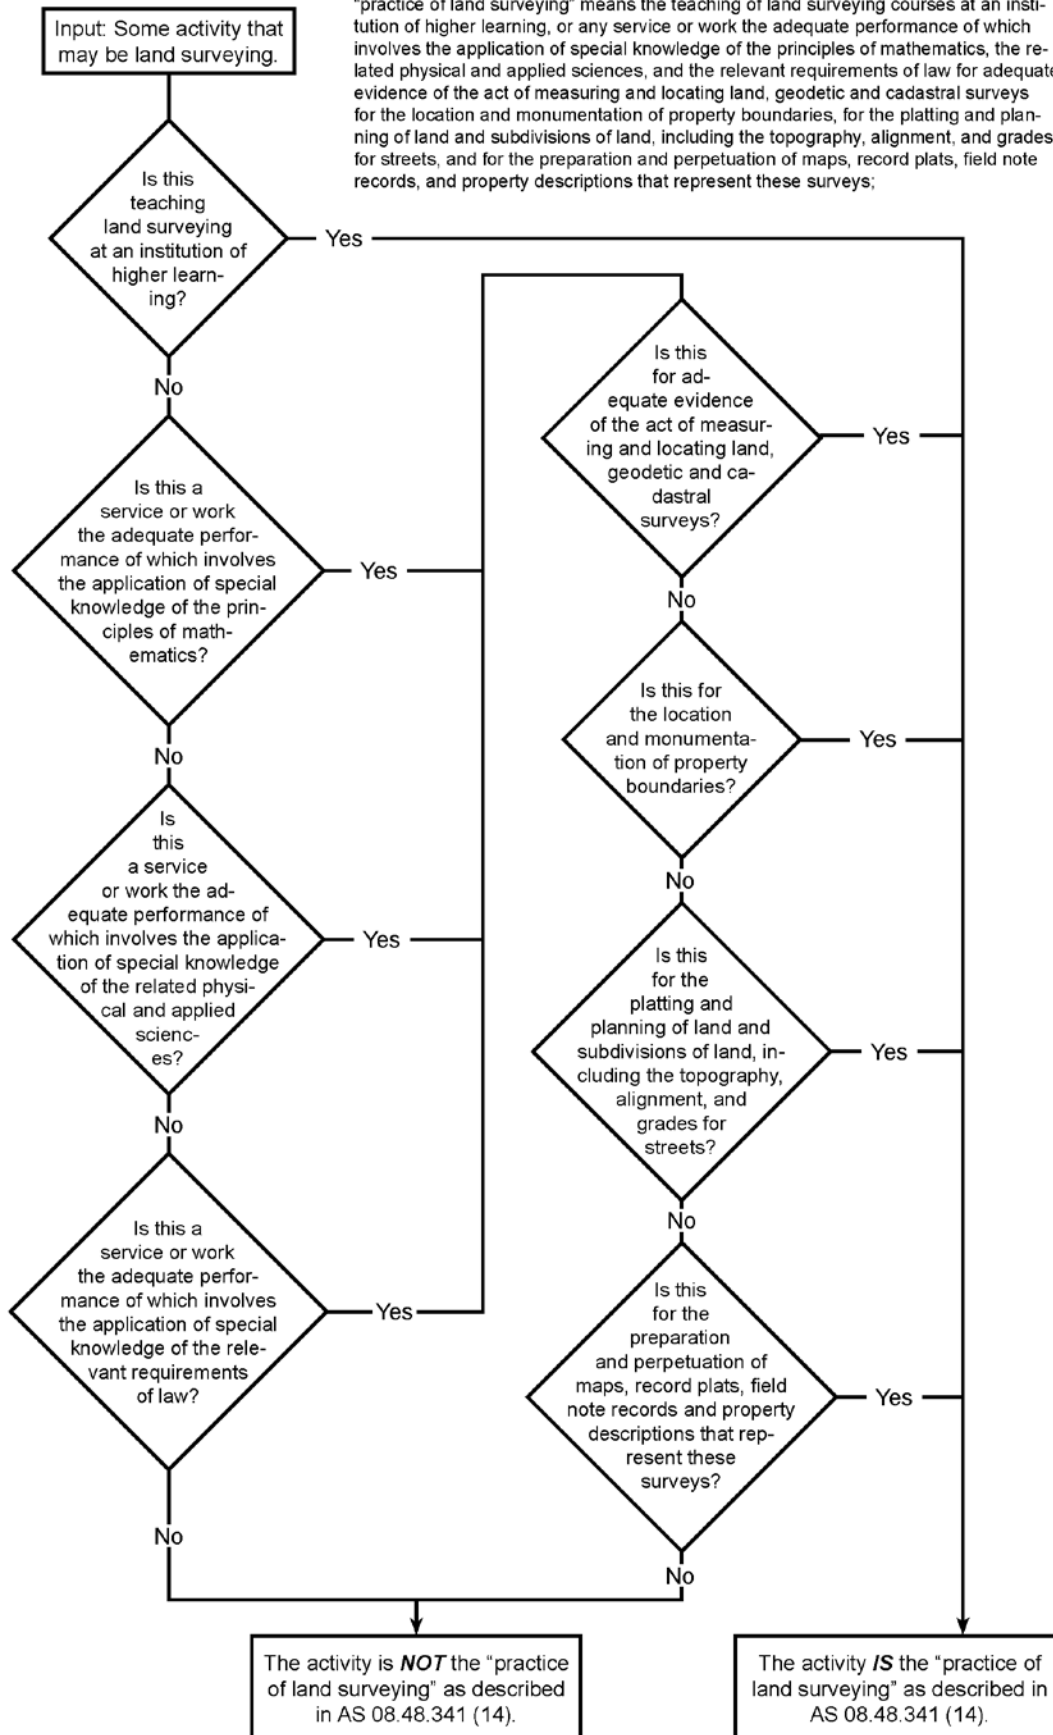 Input: Some activity that
may be land surveying.
"practice of land surveying" means the teaching of land surveying courses at an insti-
tution of higher learning, or any service or work the adequate performance of which
involves the application of special knowledge of the principles of mathematics, the re-
lated physical and applied sciences, and the relevant requirements of law for adequate
evidence of the act of measuring and locating land, geodetic and cadastral surveys
for the location and monumentation of property boundaries, for the platting and plan-
ning of land and subdivisions of land, including the topography, alignment, and grades
for streets, and for the preparation and perpetuation of maps, record plats, field note
records, and property descriptions that represent these surveys;
Is this
teaching
land surveying
at an institution of
higher learn-
ing?
Yes
No
Is this a
service or work
the adequate perfor-
mance of which involves
the application of special
knowledge of the prin-
ciples of math-
ematics?
Yes
No
Is
this
a service
or work the ad-
equate performance of
which involves the applica-
tion of special knowledge
of the related physi-
cal and applied
scienc-
es?
Yes
No
Is this a
service or work
the adequate perfor-
mance of which involves
the application of special
knowledge of the rele-
vant requirements
of law?
Yes
No
Is this
for ad-
equate evidence
of the act of measur-
ing and locating land,
geodetic and ca-
dastral
surveys?
Yes
No
Is this for
the location
and monumenta-
tion of property
boundaries?
Yes
No
Is this
for the
platting and
planning of land and
subdivisions of land, in-
cluding the topography,
alignment, and
grades for
streets?
Yes
No
Is this
for the
preparation
and perpetuation of
maps, record plats, field
note records and property
descriptions that rep-
resent these
surveys?
Yes
No
The activity is NOT the "practice
of land surveying" as described
in AS 08.48.341 (14).
The activity IS the "practice of
land surveying" as described in
AS 08.48.341 (14).